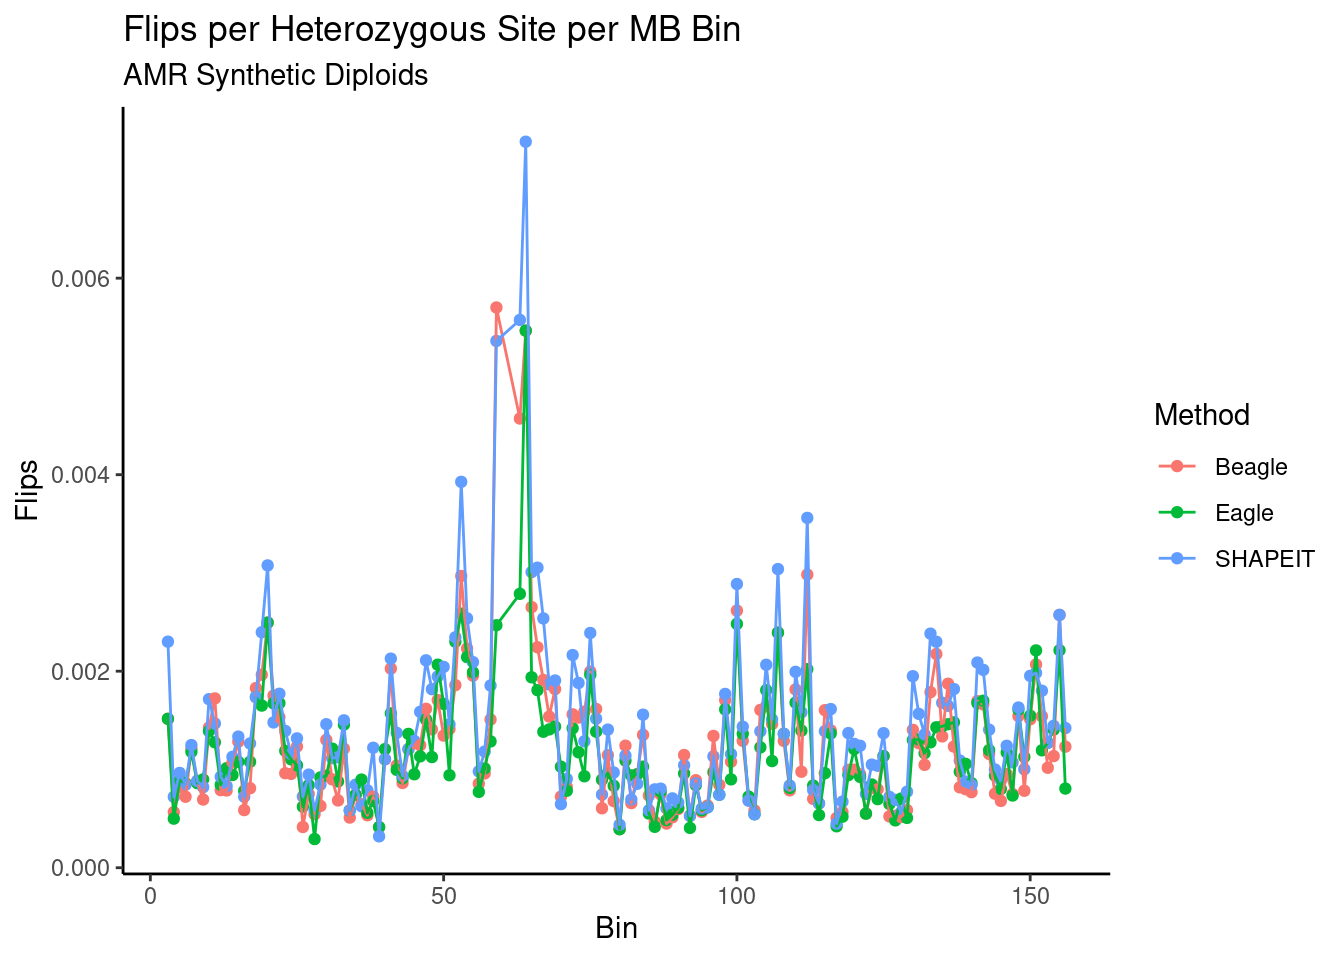 Flips per Heterozygous Site per MB Bin
AMR Synthetic Diploids
Flips
0.006
0.004
0.002
0.000
0
50
100
150
Bin
Method
Beagle
Eagle
SHAPEIT